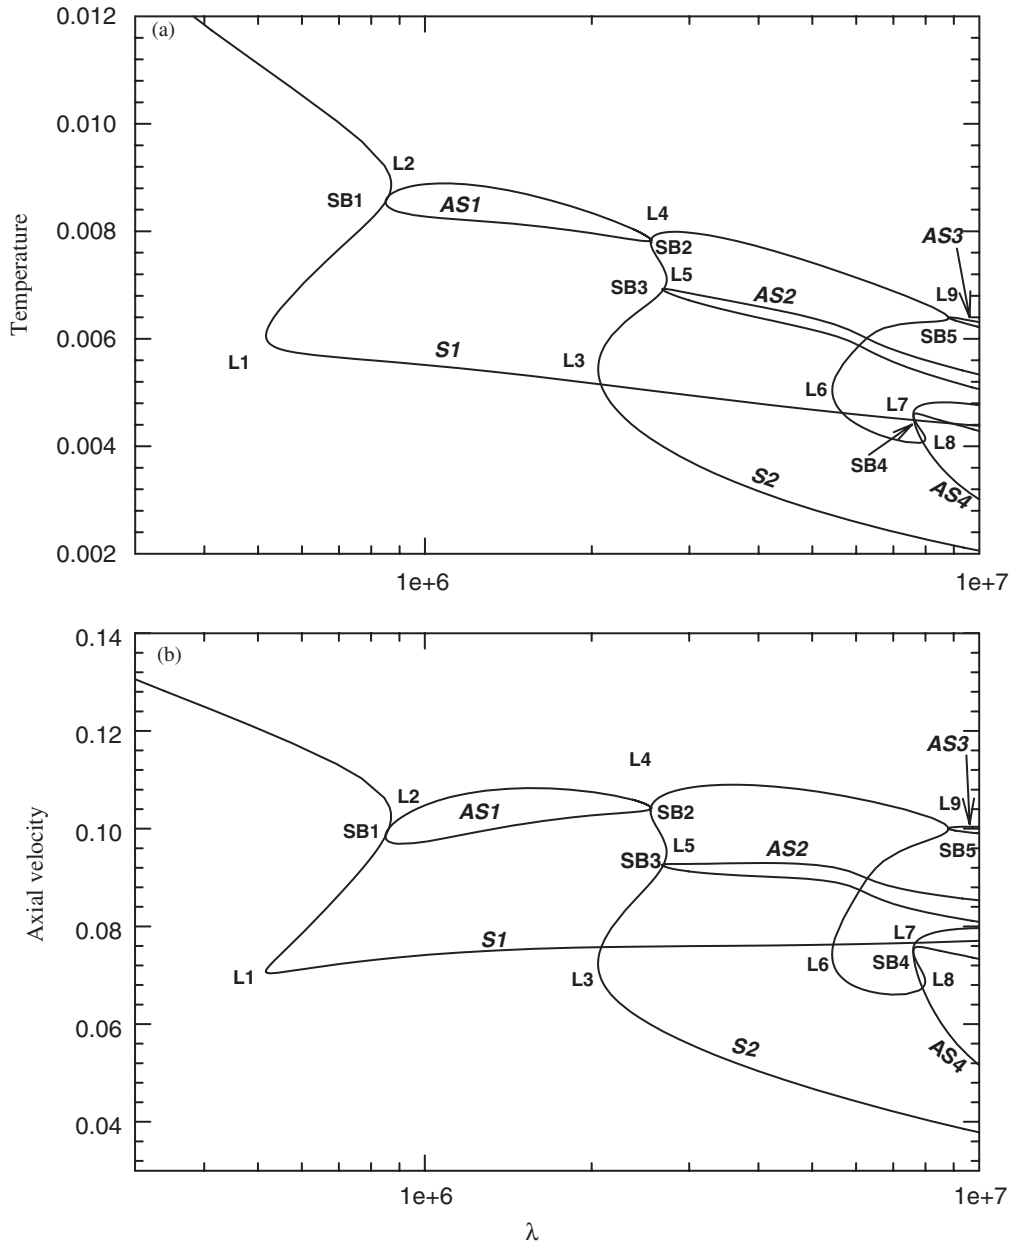 (a)
Temperature
0.012
0.010
0.008
0.006
0.004
0.002
L2
SB1
AS1
L4
SB2
AS3
L5
SB3
AS2
L9
SB5
S1
L1
L3
L6
L7
L8
SB4
S2
AS4
1e+6
1e+7
(b)
Axial velocity
0.14
0.12
0.10
0.08
0.06
0.04
AS3
L4
L2
AS1
L9
SB1
SB2
L5
AS2
SB5
SB3
S1
L7
L1
L3
L6
SB4
L8
S2
AS4
1e+6
1e+7
λ